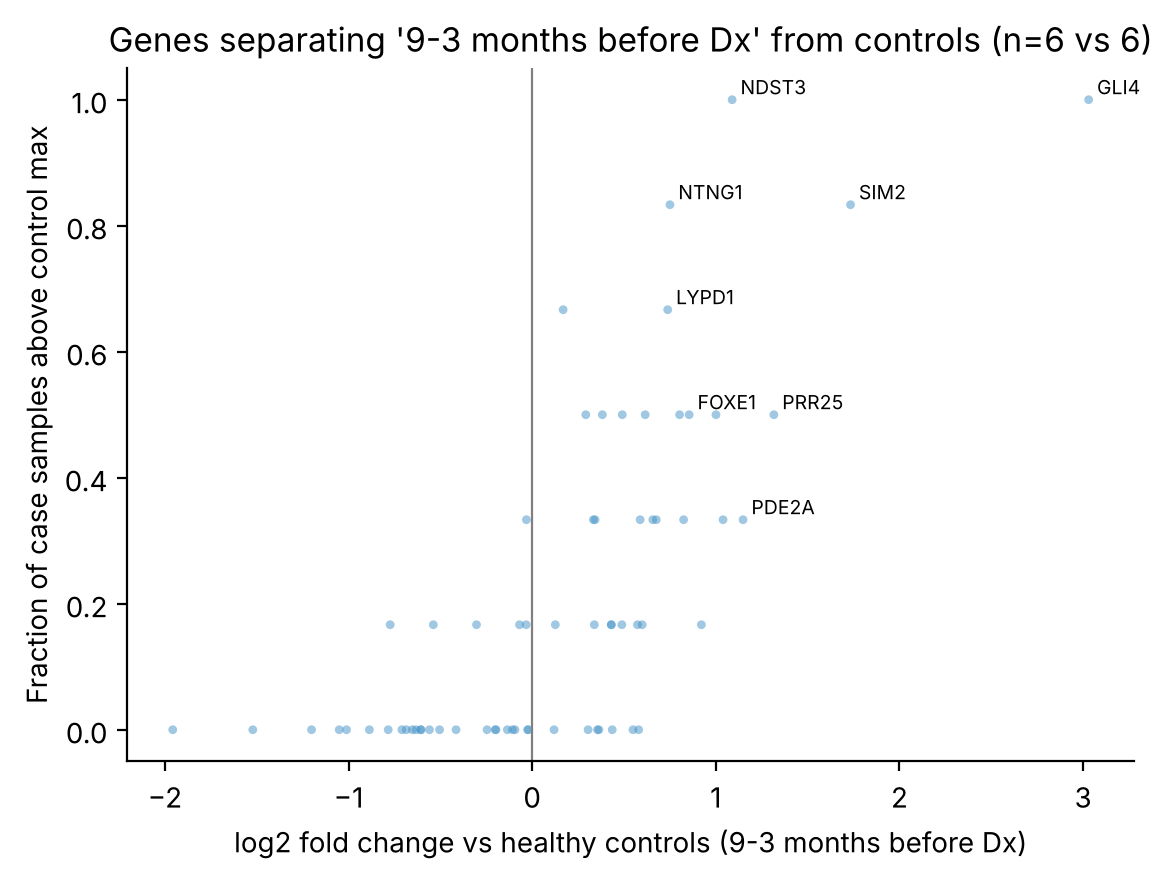 Genes separating '9-3 months before Dx' from controls (n=6 vs 6)
Fraction of case samples above control max
1.0
0.8
0.6
0.4
0.2
0.0
NDST3
GLI4
NTNG1
SIM2
LYPD1
FOXE1
PRR25
PDE2A
−2
−1
0
1
2
3
log2 fold change vs healthy controls (9-3 months before Dx)